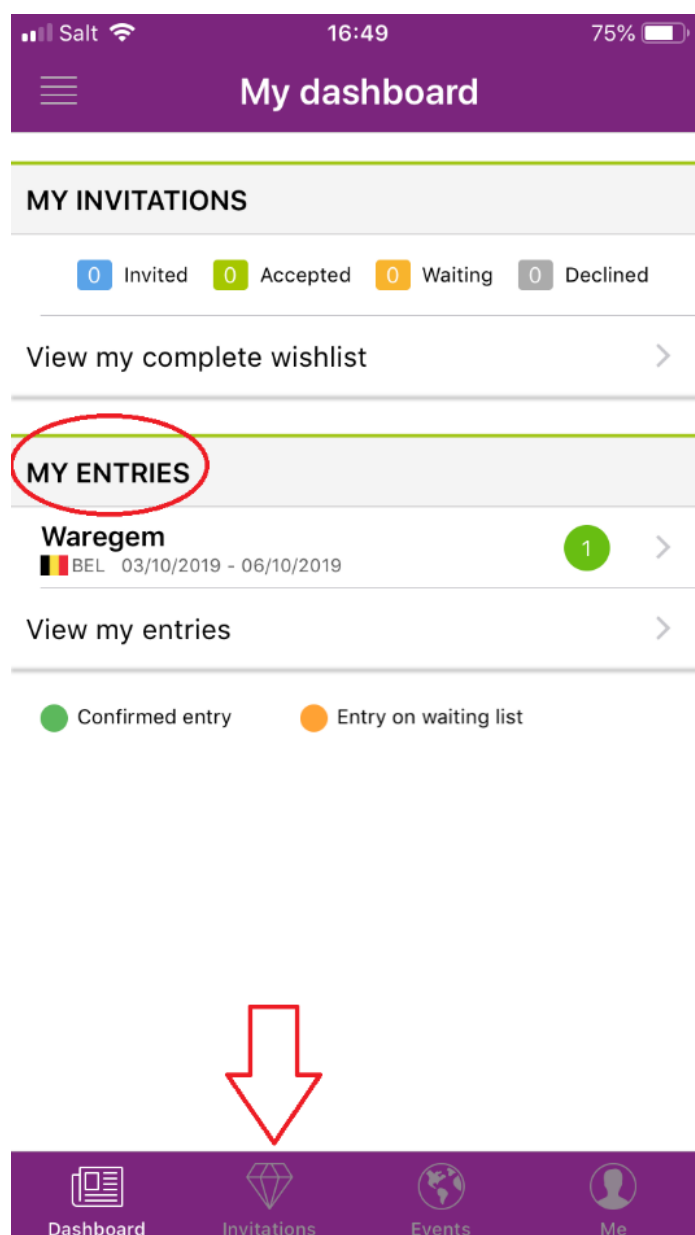 Salt 16:49 75%
My dashboard
MY INVITATIONS
0 Invited 0 Accepted 0 Waiting 0 Declined
View my complete wishlist
MY ENTRIES
Waregem
BEL 03/10/2019 - 06/10/2019
1
View my entries
Confirmed entry Entry on waiting list
Dashboard Invitations Events Me